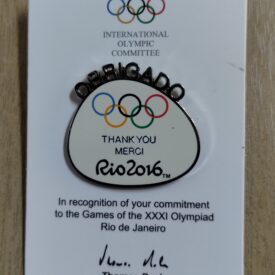 INTERNATIONAL
OLYMPIC
COMMITTEE
OBRIGADO
THANK YOU
MERCI
Rio2016™
In recognition of your commitment
to the Games of the XXXI Olympiad
Rio de Janeiro